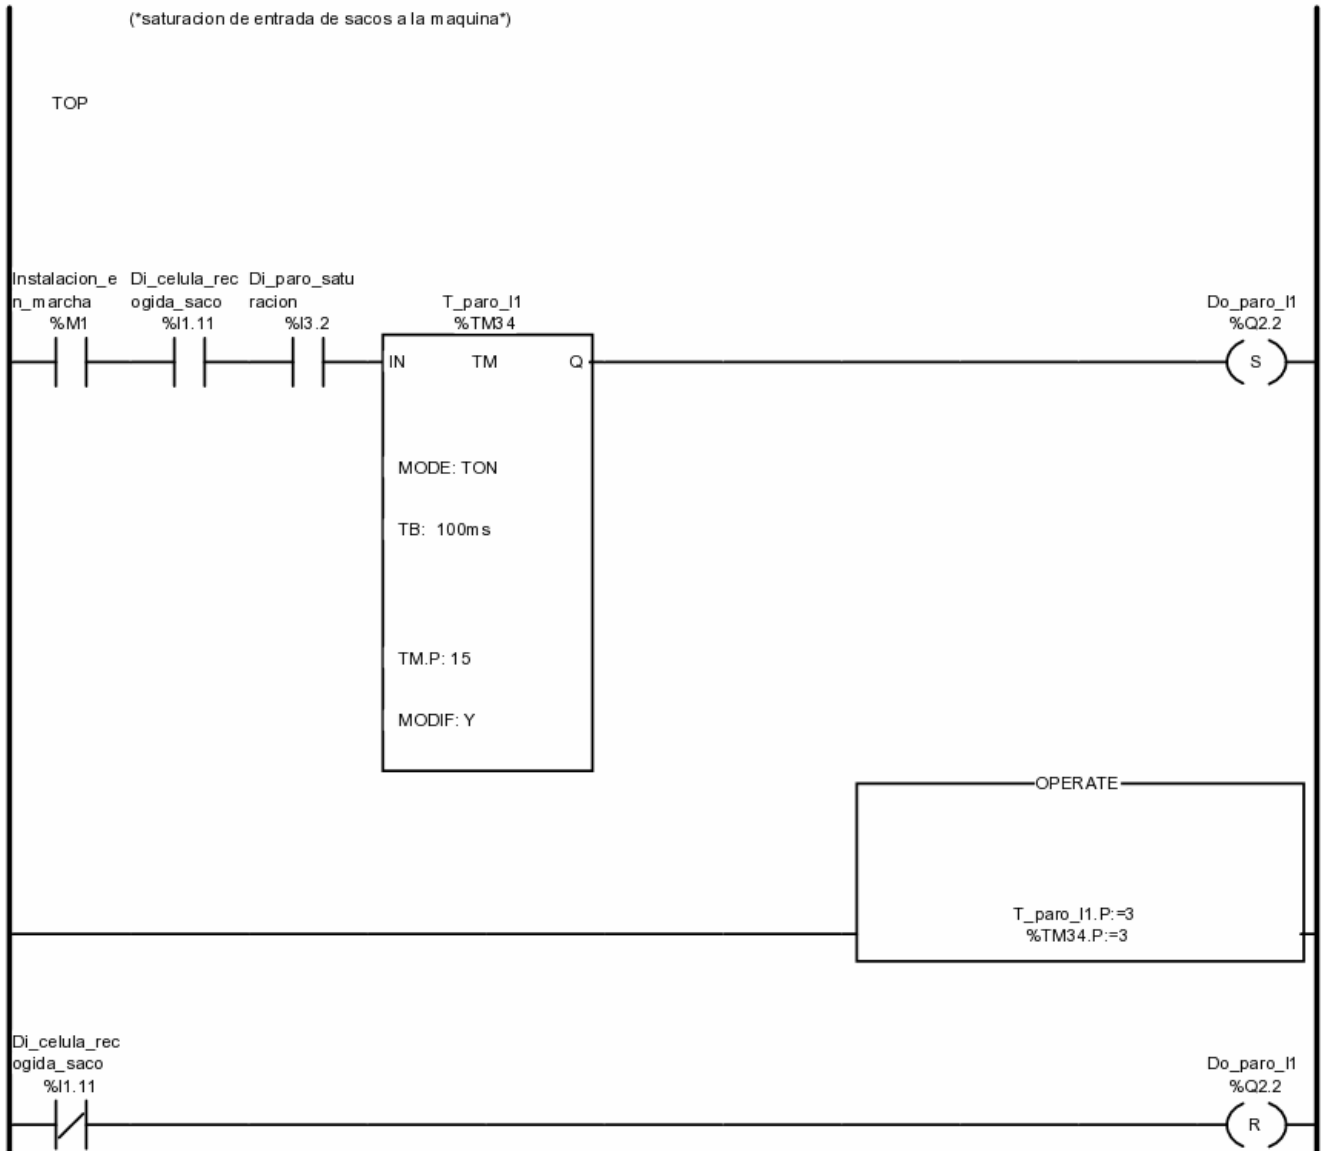 (*saturacion de entrada de sacos a la maquina*)
TOP
Instalacion_e Di_celula_rec Di_paro_satu
n_marcha ogida_saco racion T_paro_l1 Do_paro_l1
%M1 %I1.11 %I3.2 %TM34 %Q2.2
IN TM Q S
MODE: TON
TB: 100ms
TM.P: 15
MODIF: Y
OPERATE
T_paro_l1.P:=3
%TM34.P:=3
Di_celula_rec
ogida_saco Do_paro_l1
%I1.11 %Q2.2
R